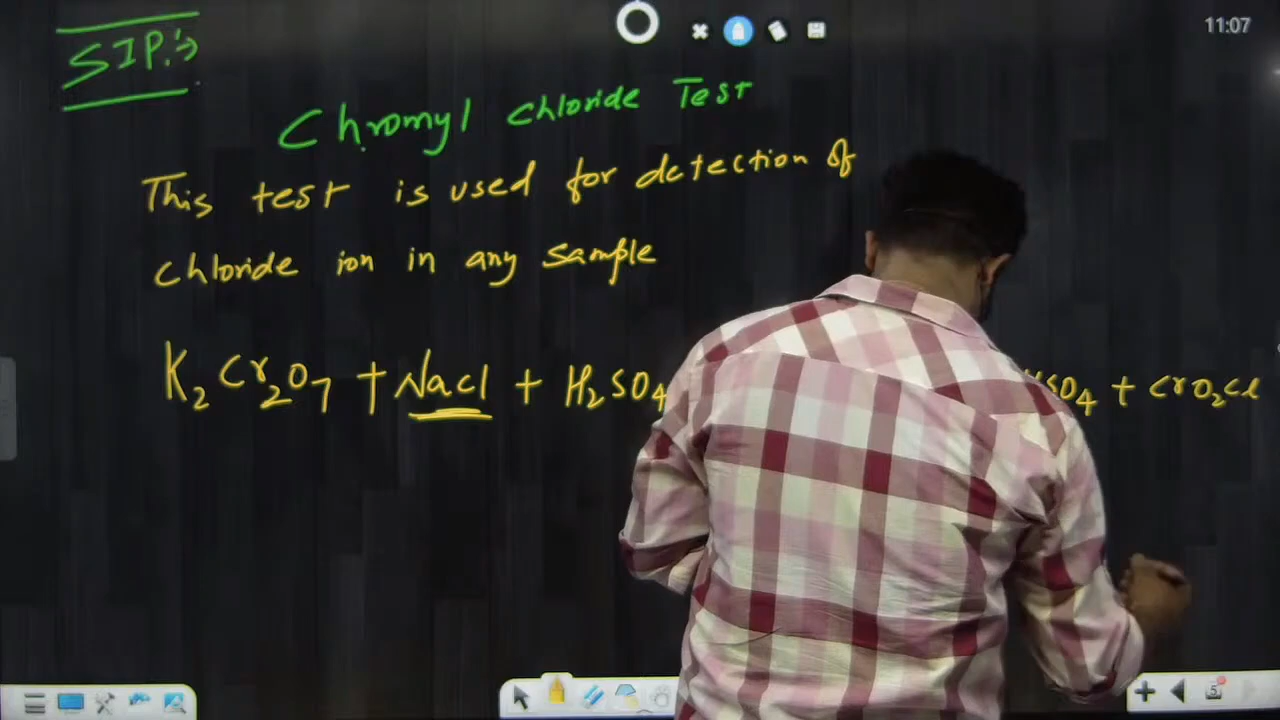 11:07
SIP:→
Chromyl chloride Test
This test is used for detection of
chloride ion in any sample
K2Cr2O7 + NaCl + H2SO4 SO4 + CrO2Cl
5